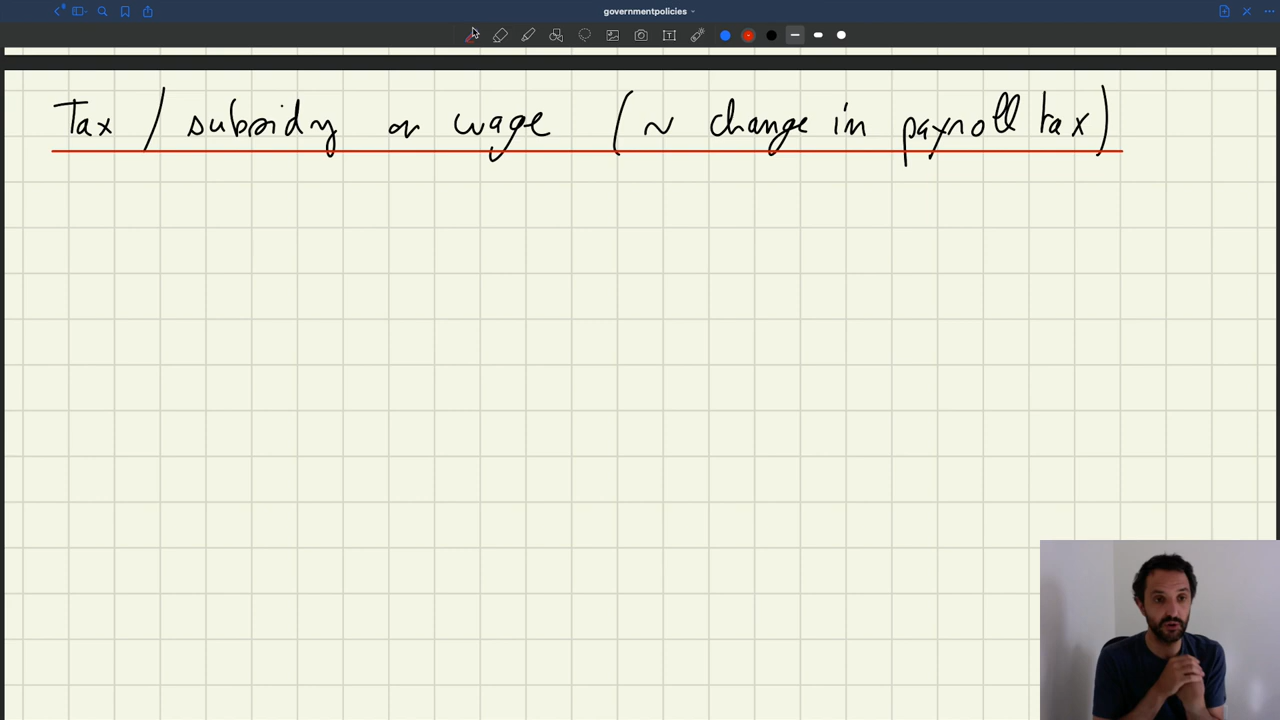 governmentpolicies
Tax / subsidy on wage (~ change in payroll tax)